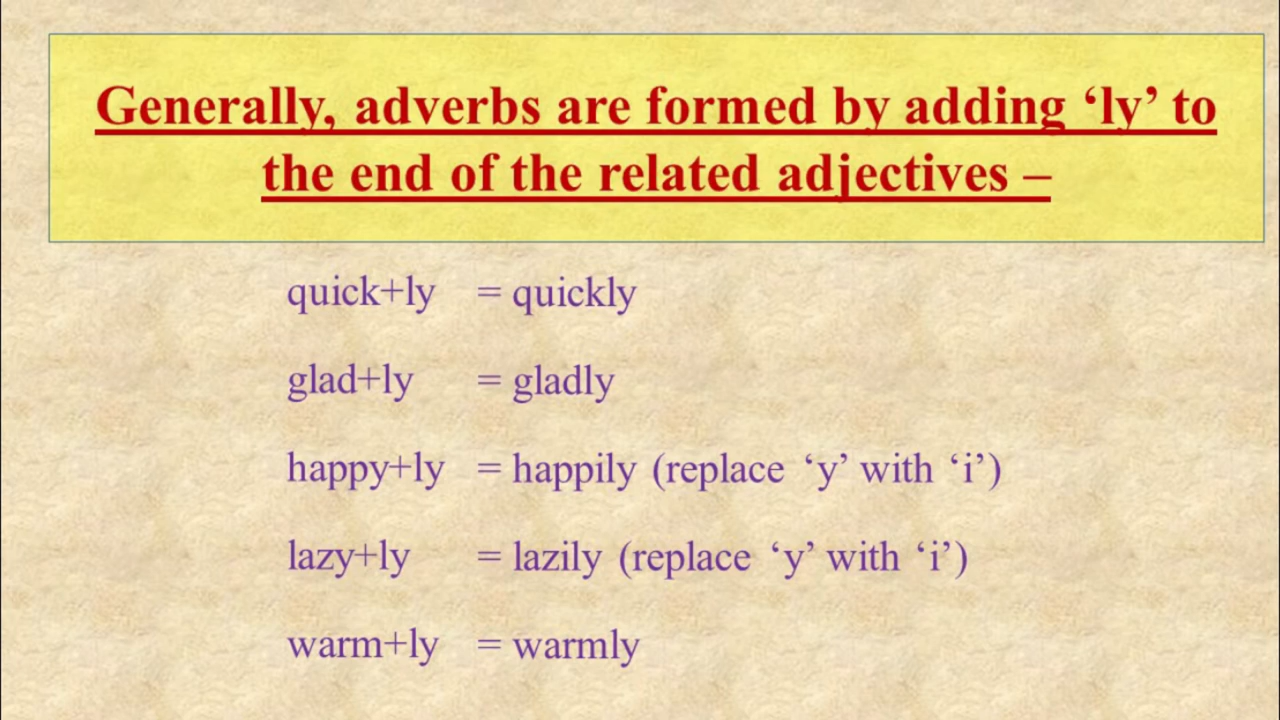 Generally, adverbs are formed by adding ‘ly’ to
the end of the related adjectives –
quick+ly = quickly
glad+ly = gladly
happy+ly = happily (replace ‘y’ with ‘i’)
lazy+ly = lazily (replace ‘y’ with ‘i’)
warm+ly = warmly